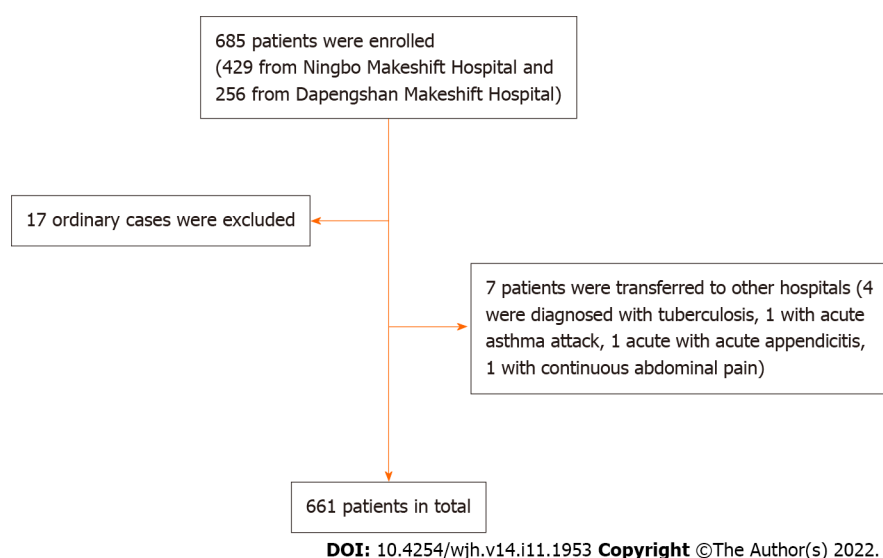 685 patients were enrolled
(429 from Ningbo Makeshift Hospital and
256 from Dapengshan Makeshift Hospital)
17 ordinary cases were excluded
7 patients were transferred to other hospitals (4
were diagnosed with tuberculosis, 1 with acute
asthma attack, 1 acute with acute appendicitis,
1 with continuous abdominal pain)
661 patients in total
DOI: 10.4254/wjh.v14.i11.1953 Copyright ©The Author(s) 2022.